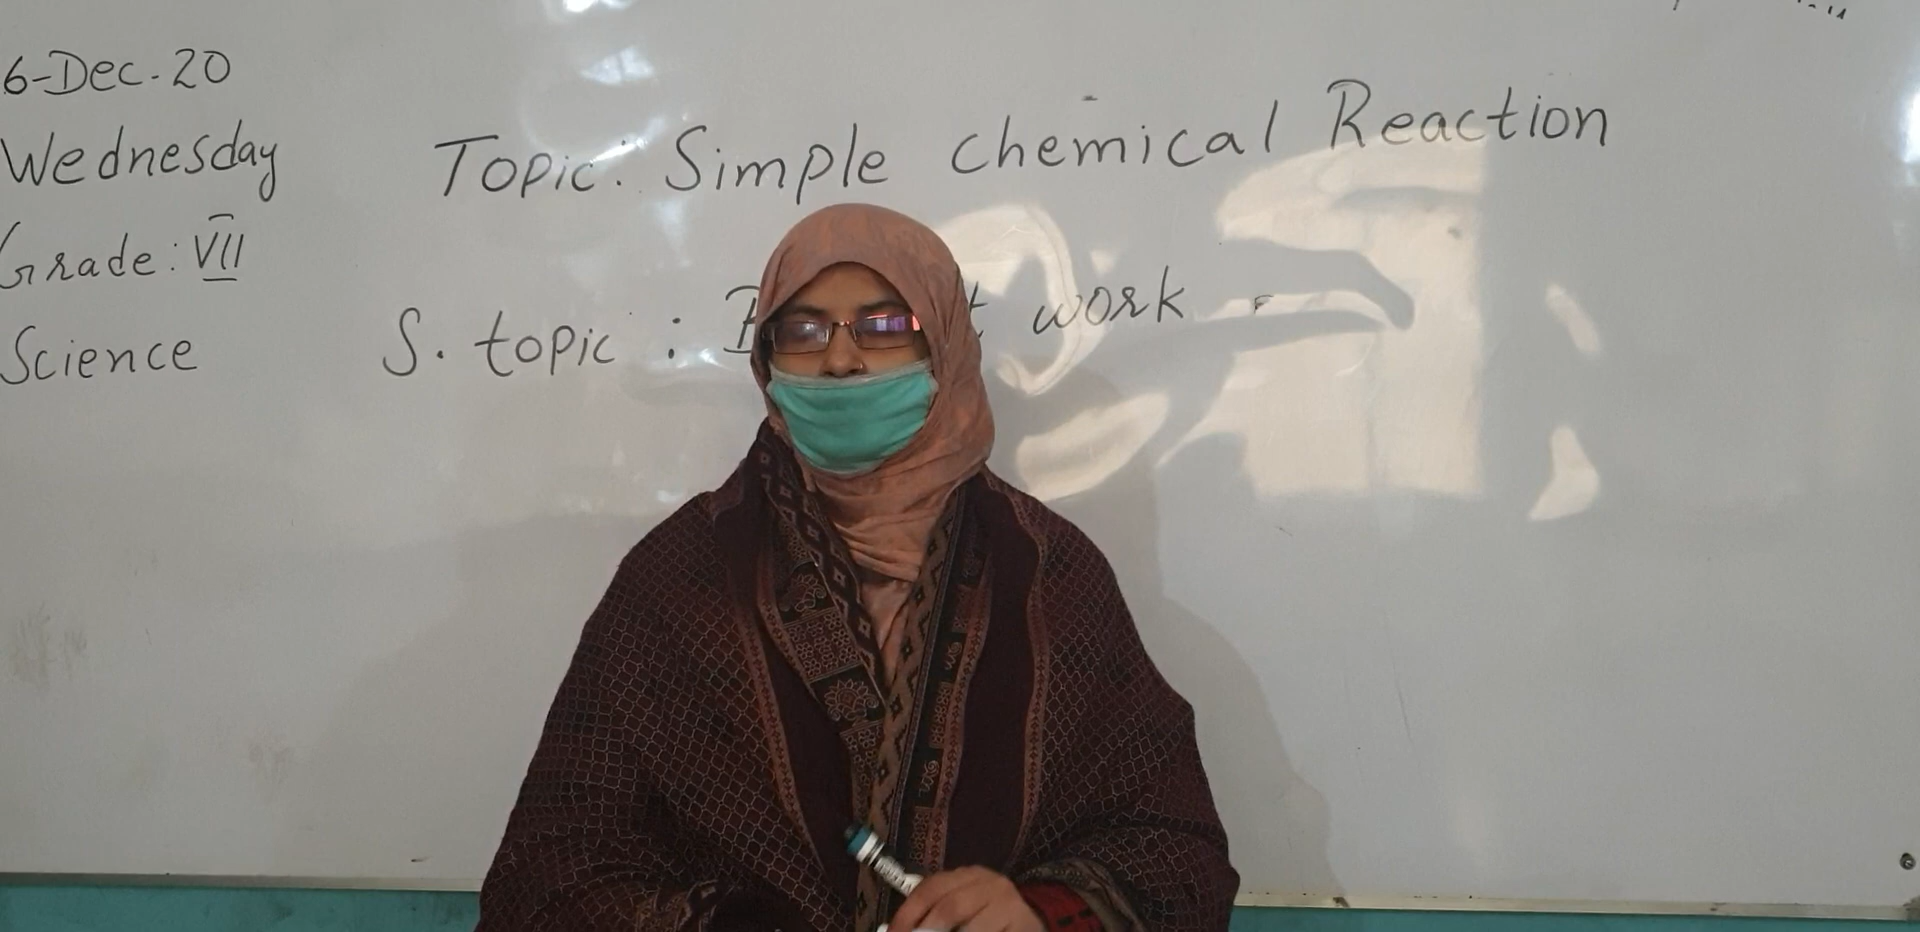 6-Dec-20
Wednesday
Grade: VII
Science
Topic: Simple chemical Reaction
S. topic : work